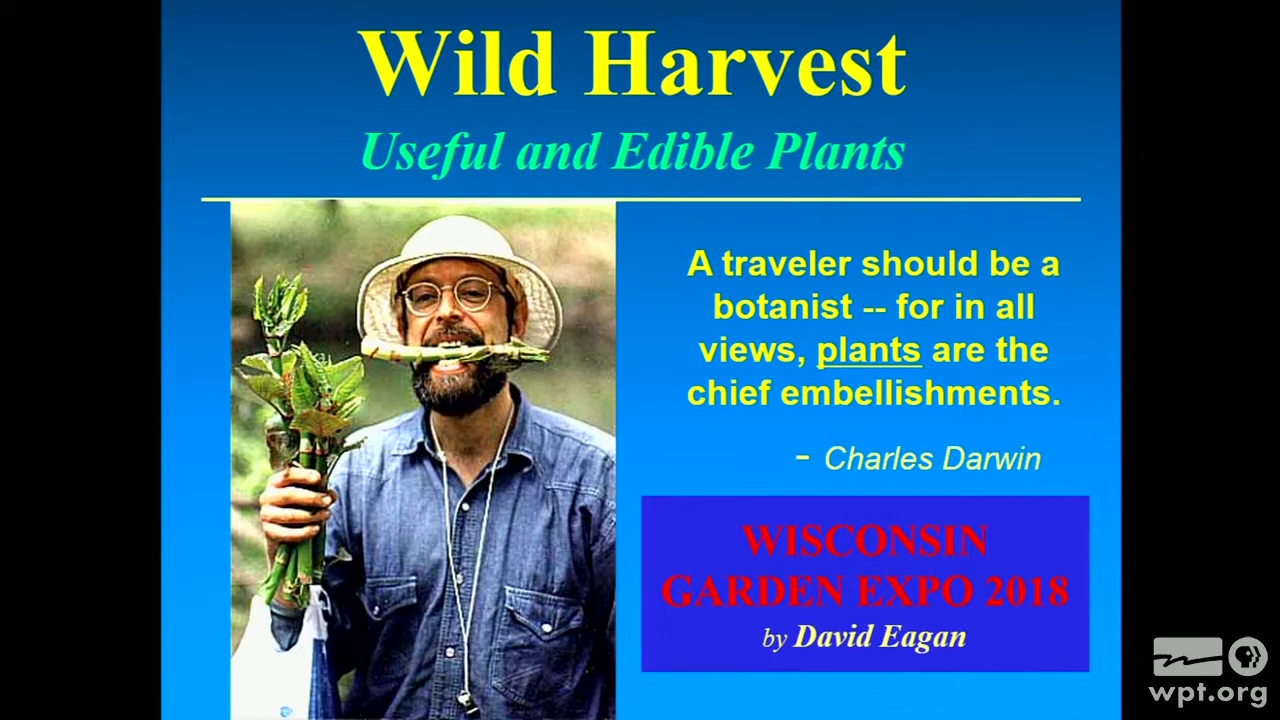 Wild Harvest
Useful and Edible Plants
A traveler should be a
botanist -- for in all
views, plants are the
chief embellishments.
- Charles Darwin
WISCONSIN
GARDEN EXPO 2018
by David Eagan
wpt.org